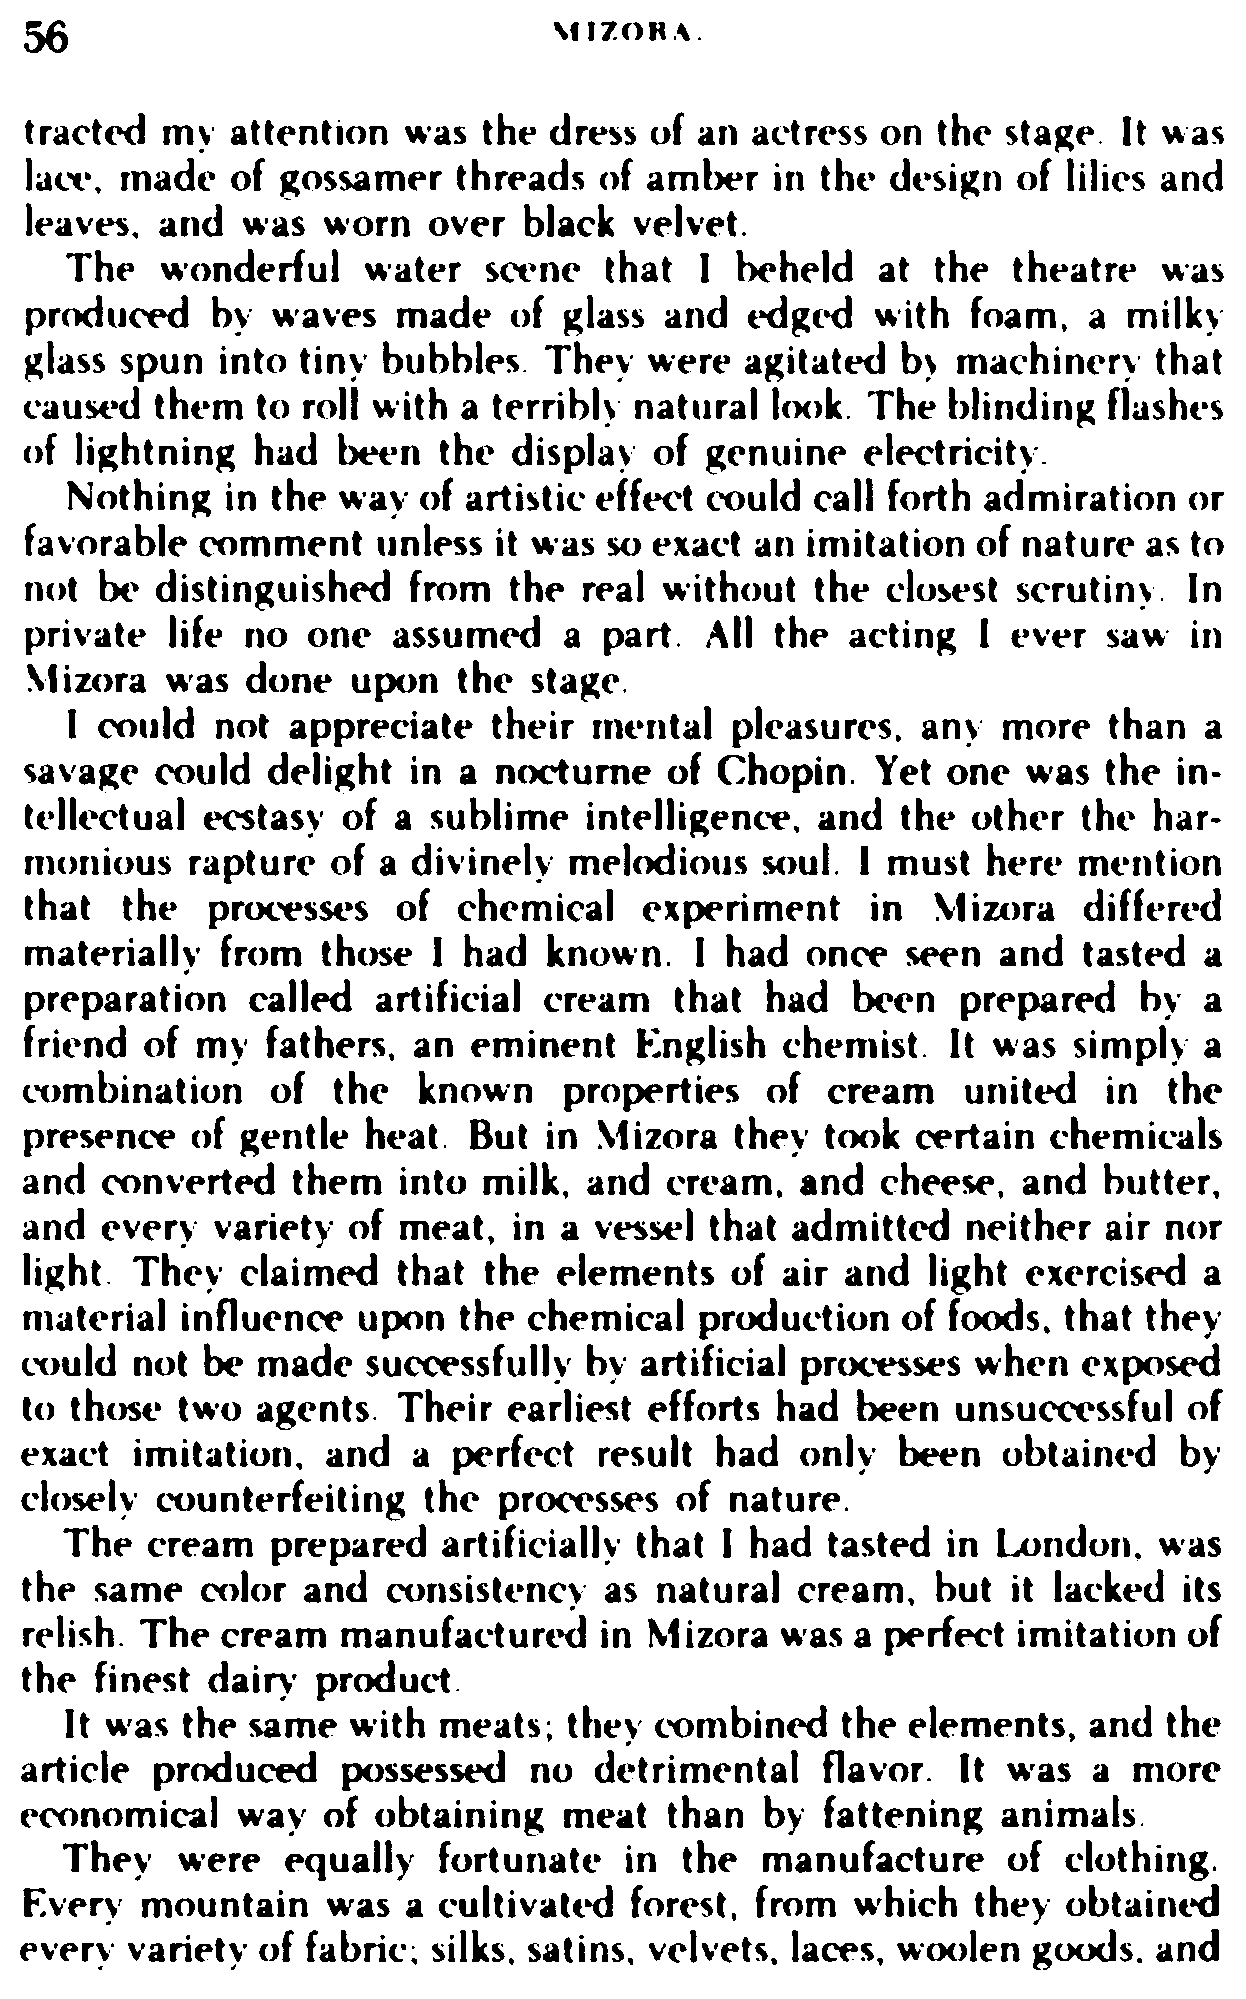 56
MIZORA.
tracted my attention was the dress of an actress on the stage. It was
lace, made of gossamer threads of amber in the design of lilies and
leaves, and was worn over black velvet.
The wonderful water scene that I beheld at the theatre was
produced by waves made of glass and edged with foam, a milky
glass spun into tiny bubbles. They were agitated by machinery that
caused them to roll with a terribly natural look. The blinding flashes
of lightning had been the display of genuine electricity.
Nothing in the way of artistic effect could call forth admiration or
favorable comment unless it was so exact an imitation of nature as to
not be distinguished from the real without the closest scrutiny. In
private life no one assumed a part. All the acting I ever saw in
Mizora was done upon the stage.
I could not appreciate their mental pleasures, any more than a
savage could delight in a nocturne of Chopin. Yet one was the in-
tellectual ecstasy of a sublime intelligence, and the other the har-
monious rapture of a divinely melodious soul. I must here mention
that the processes of chemical experiment in Mizora differed
materially from those I had known. I had once seen and tasted a
preparation called artificial cream that had been prepared by a
friend of my fathers, an eminent English chemist. It was simply a
combination of the known properties of cream united in the
presence of gentle heat. But in Mizora they took certain chemicals
and converted them into milk, and cream, and cheese, and butter,
and every variety of meat, in a vessel that admitted neither air nor
light. They claimed that the elements of air and light exercised a
material influence upon the chemical production of foods, that they
could not be made successfully by artificial processes when exposed
to those two agents. Their earliest efforts had been unsuccessful of
exact imitation, and a perfect result had only been obtained by
closely counterfeiting the processes of nature.
The cream prepared artificially that I had tasted in London, was
the same color and consistency as natural cream, but it lacked its
relish. The cream manufactured in Mizora was a perfect imitation of
the finest dairy product.
It was the same with meats; they combined the elements, and the
article produced possessed no detrimental flavor. It was a more
economical way of obtaining meat than by fattening animals.
They were equally fortunate in the manufacture of clothing.
Every mountain was a cultivated forest, from which they obtained
every variety of fabric; silks, satins, velvets, laces, woolen goods, and